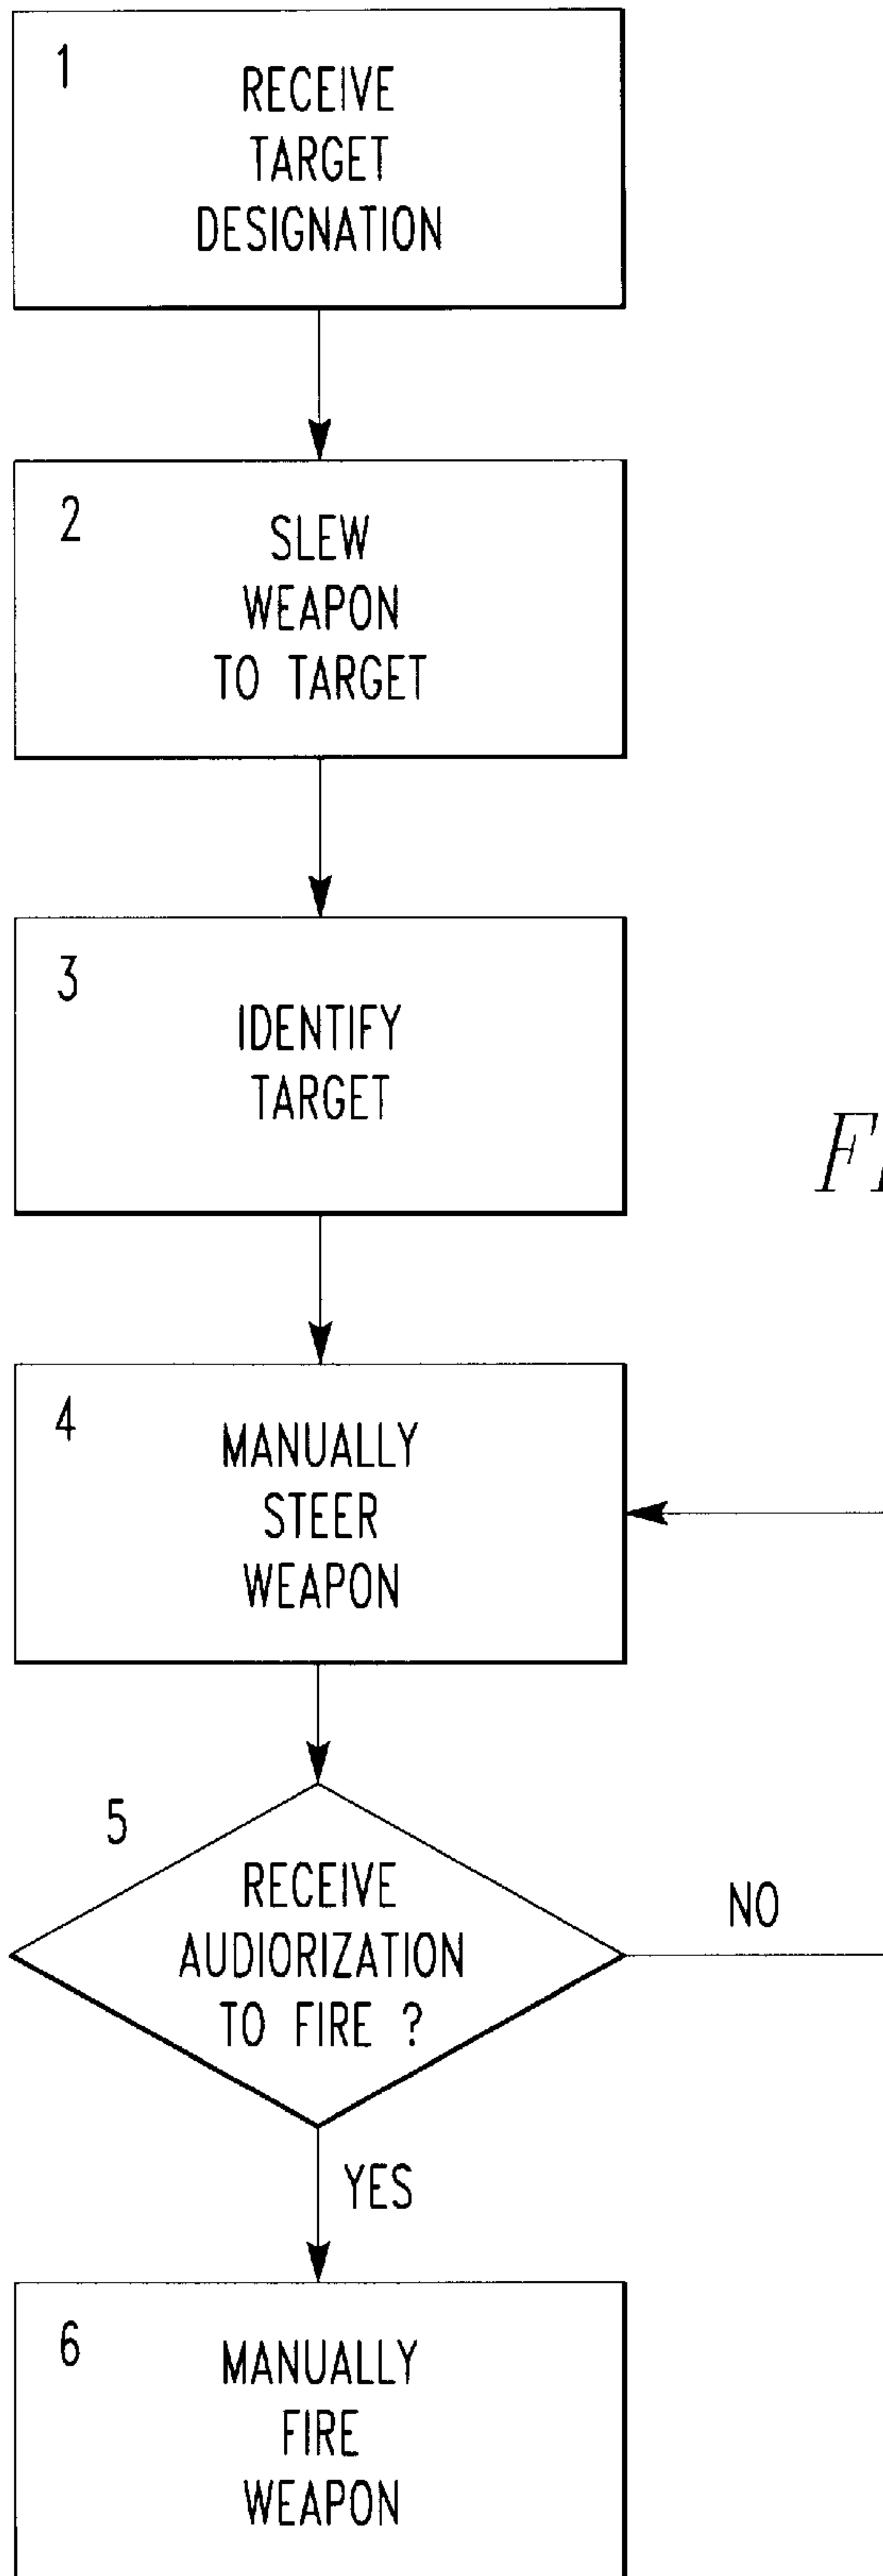 1
RECEIVE
TARGET
DESIGNATION
2
SLEW
WEAPON
TO TARGET
3
IDENTIFY
TARGET
4
MANUALLY
STEER
WEAPON
5
RECEIVE
AUDIORIZATION
TO FIRE ?
NO
YES
6
MANUALLY
FIRE
WEAPON